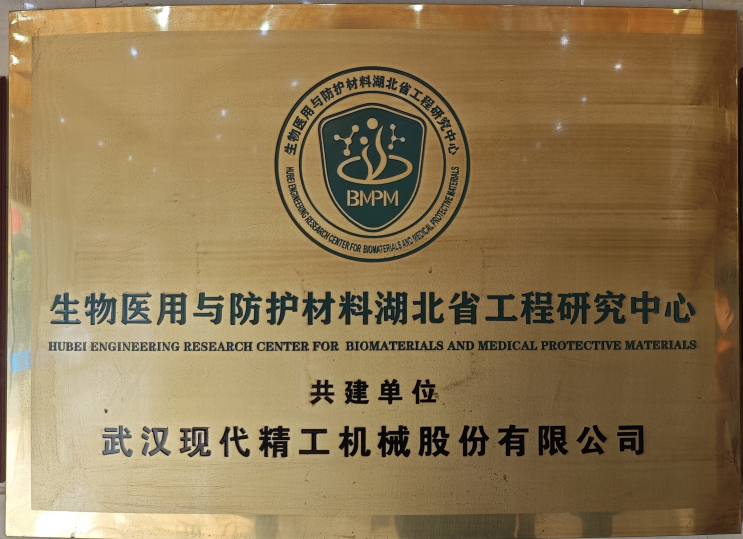 生物医用与防护材料湖北省工程研究中心
BMPM
HUBEI ENGINEERING RESEARCH CENTER FOR BIOMATERIALS AND MEDICAL PROTECTIVE MATERIALS
生物医用与防护材料湖北省工程研究中心
HUBEI ENGINEERING RESEARCH CENTER FOR BIOMATERIALS AND MEDICAL PROTECTIVE MATERIALS
共建单位
武汉现代精工机械股份有限公司